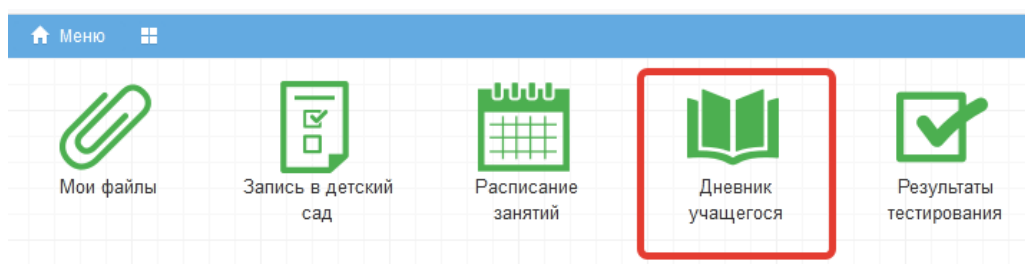 Меню
Мои файлы
Запись в детский
сад
Расписание
занятий
Дневник
учащегося
Результаты
тестирования